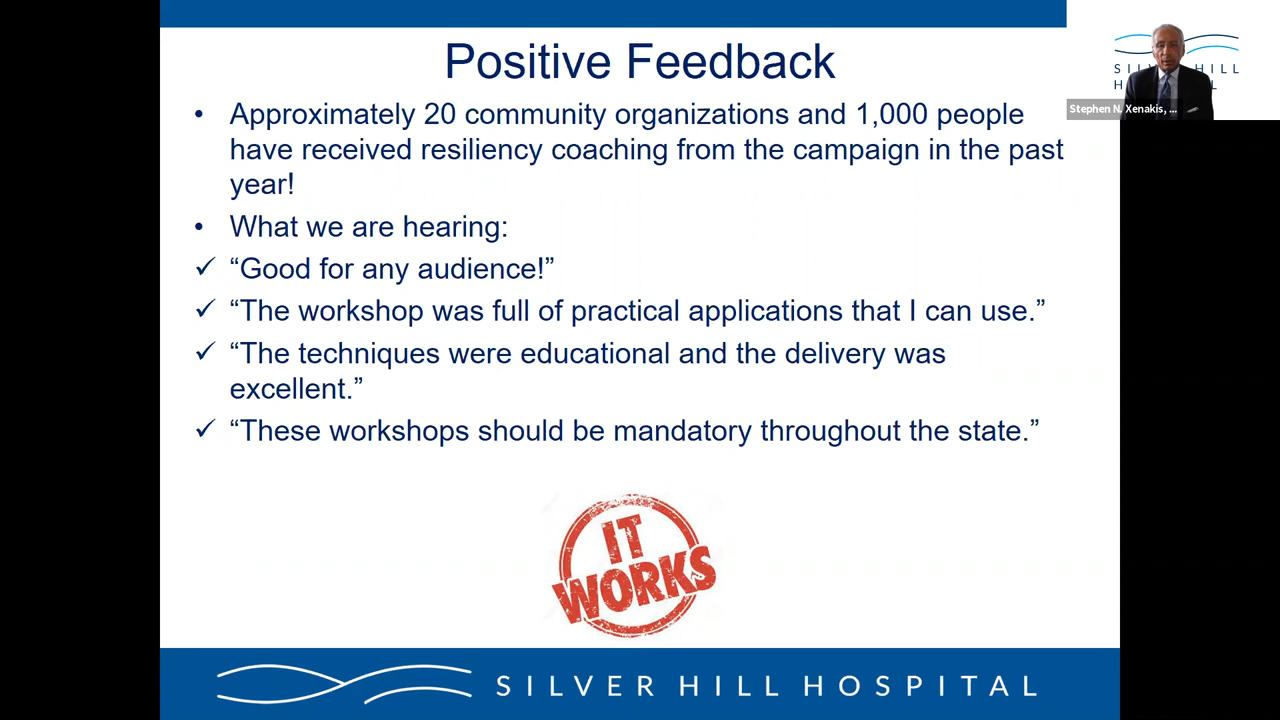 Positive Feedback
• Approximately 20 community organizations and 1,000 people
have received resiliency coaching from the campaign in the past
year!
• What we are hearing:
✓ “Good for any audience!”
✓ “The workshop was full of practical applications that I can use.”
✓ “The techniques were educational and the delivery was
excellent.”
✓ “These workshops should be mandatory throughout the state.”
IT
WORKS
SILVER HILL HOSPITAL
Stephen N. Xenakis, ...